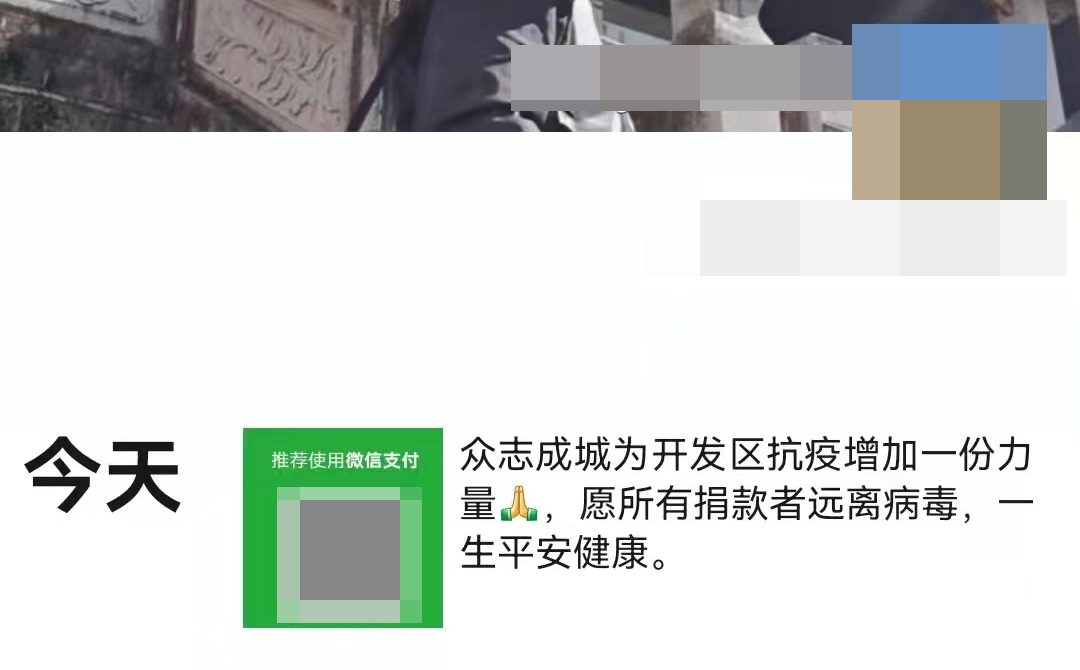 今天
推荐使用微信支付
众志成城为开发区抗疫增加一份力
量🙏，愿所有捐款者远离病毒，一
生平安健康。